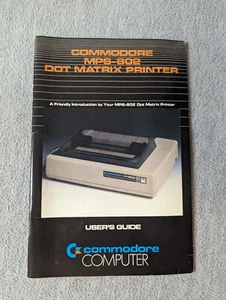 COMMODORE
MPS-802
DOT MATRIX PRINTER
A Friendly Introduction to Your MPS-802 Dot Matrix Printer
USER'S GUIDE
commodore
COMPUTER